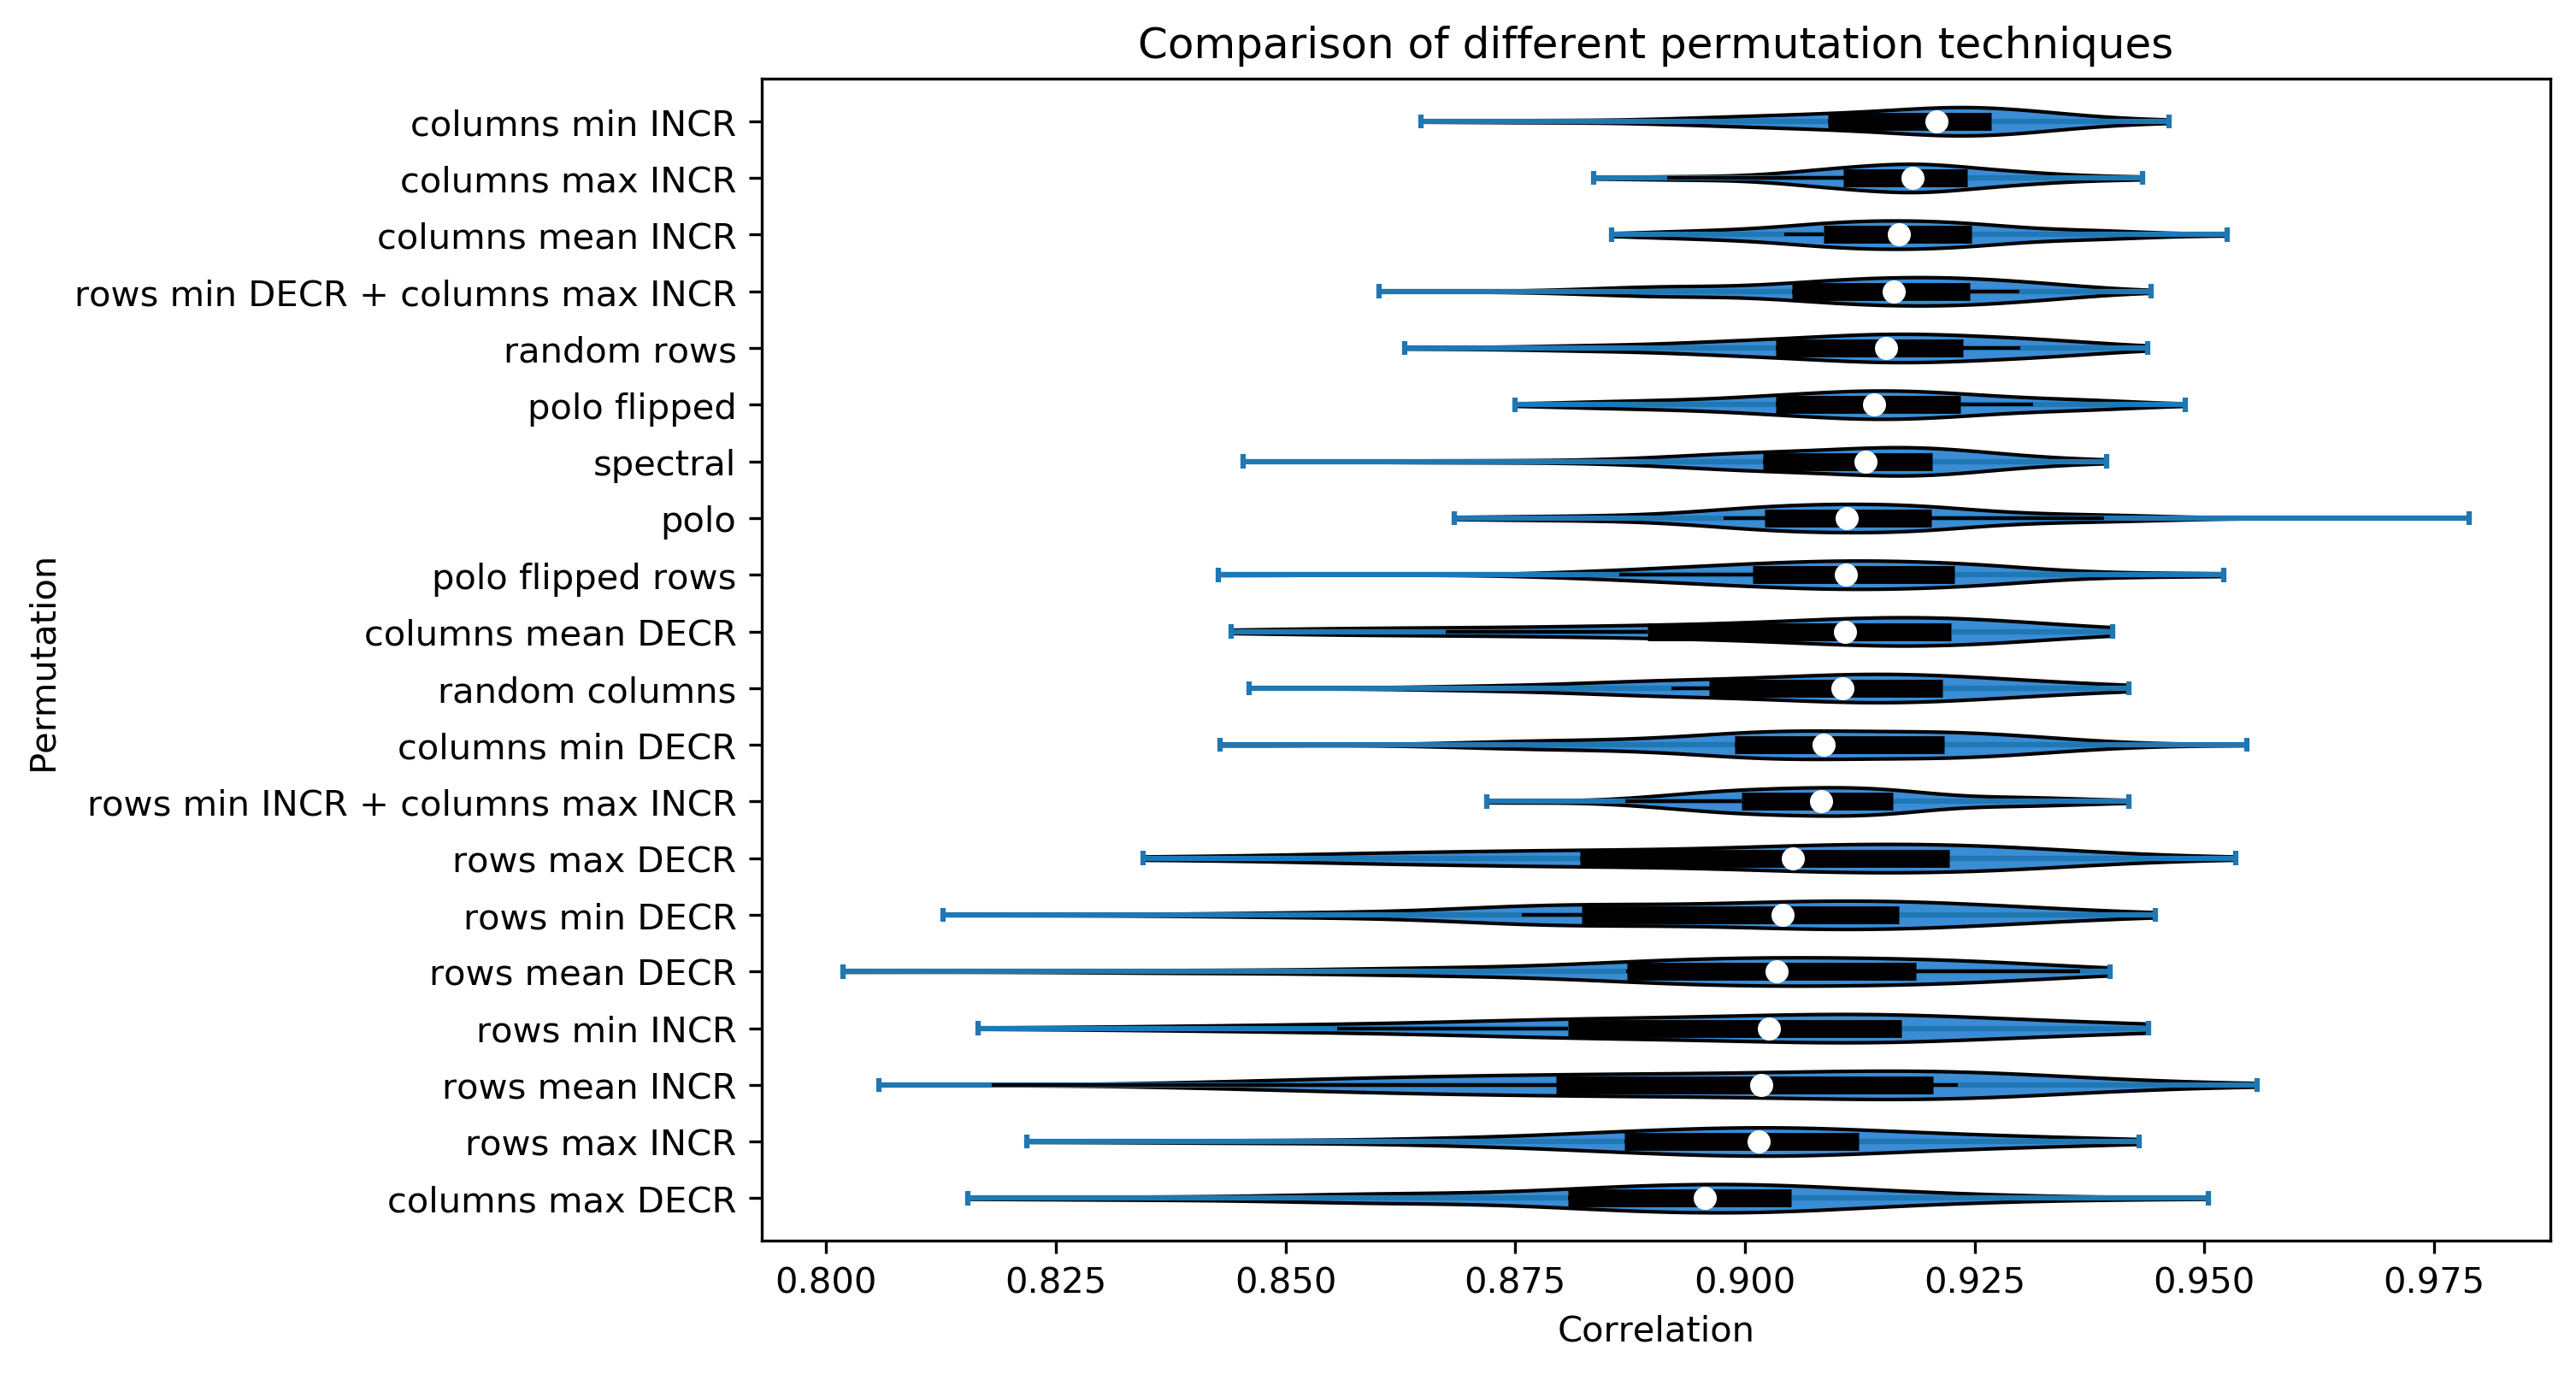 Comparison of different permutation techniques
columns min INCR
columns max INCR
columns mean INCR
rows min DECR + columns max INCR
random rows
polo flipped
spectral
polo
polo flipped rows
columns mean DECR
random columns
columns min DECR
rows min INCR + columns max INCR
rows max DECR
rows min DECR
rows mean DECR
rows min INCR
rows mean INCR
rows max INCR
columns max DECR
Permutation
0.800 0.825 0.850 0.875 0.900 0.925 0.950 0.975
Correlation